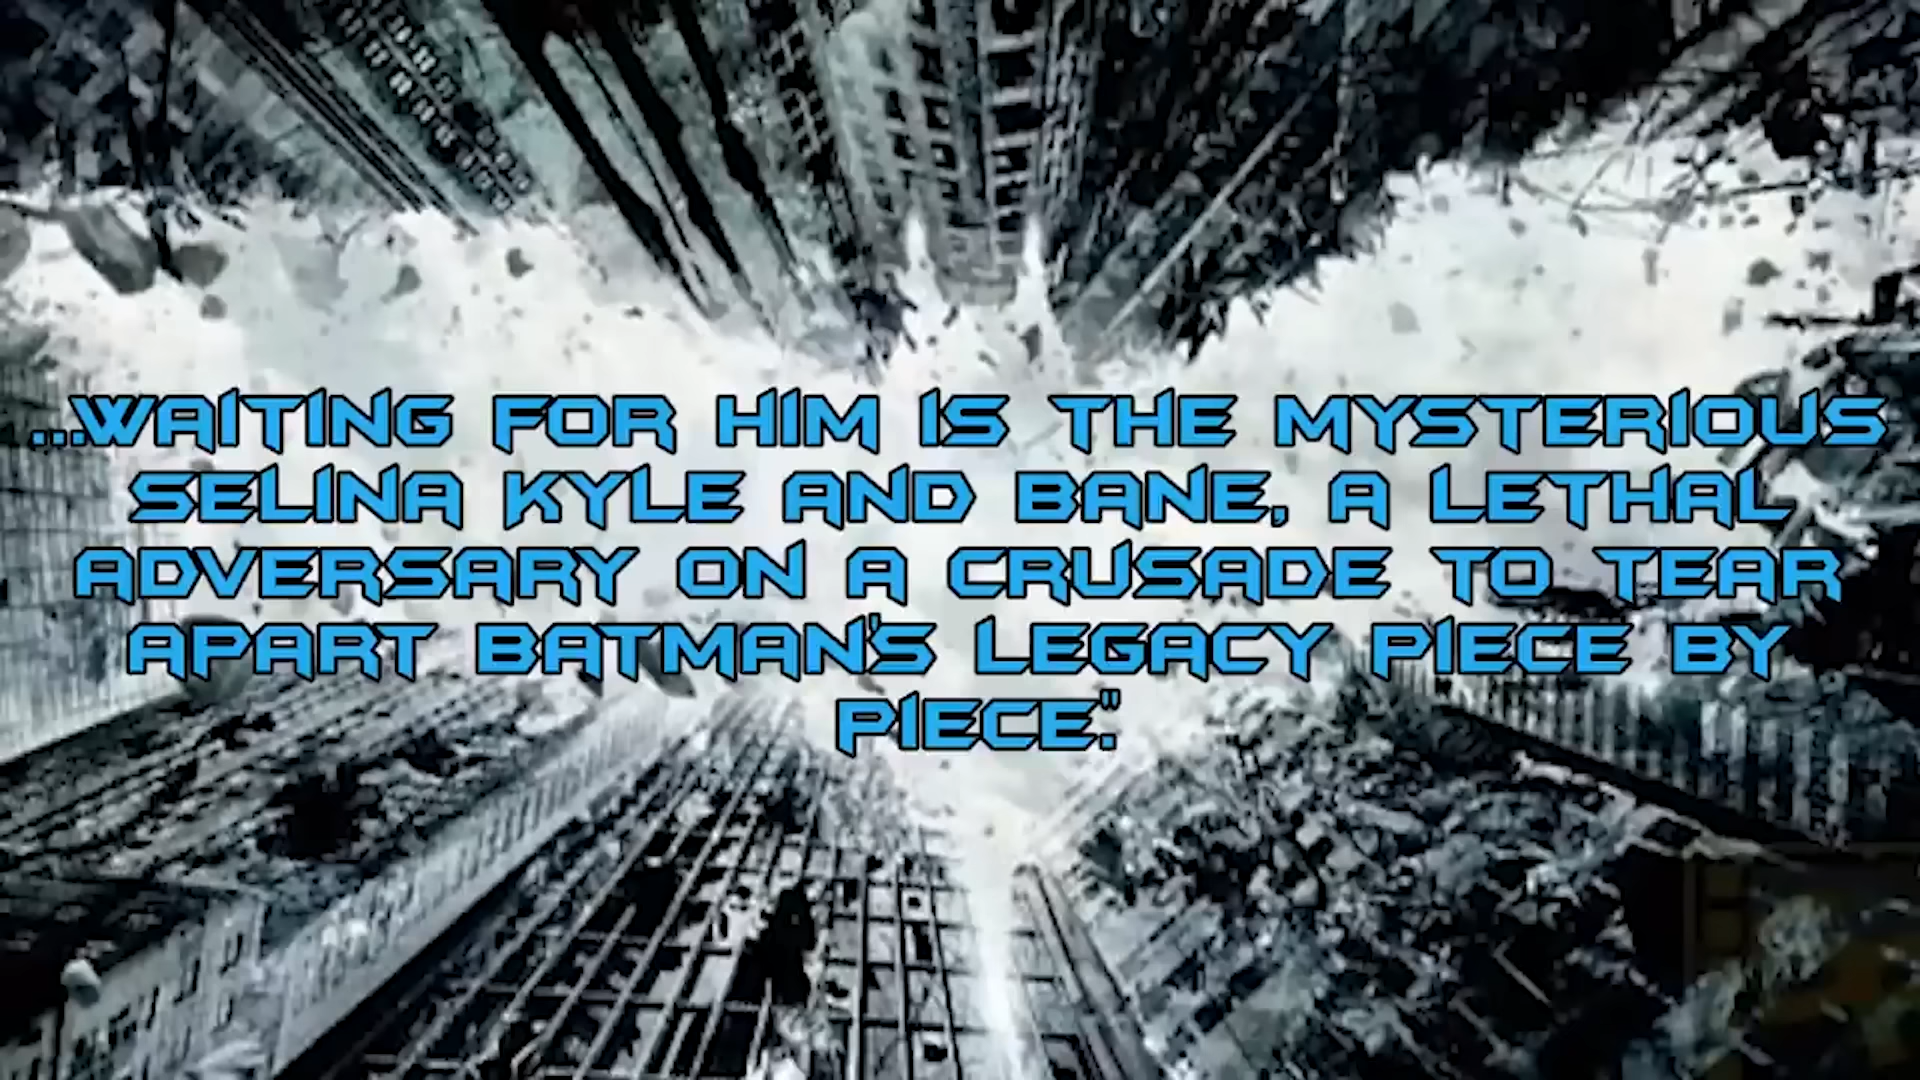 ...WAITING FOR HIM IS THE MYSTERIOUS
SELINA KYLE AND BANE, A LETHAL
ADVERSARY ON A CRUSADE TO TEAR
APART BATMAN'S LEGACY PIECE BY
PIECE."